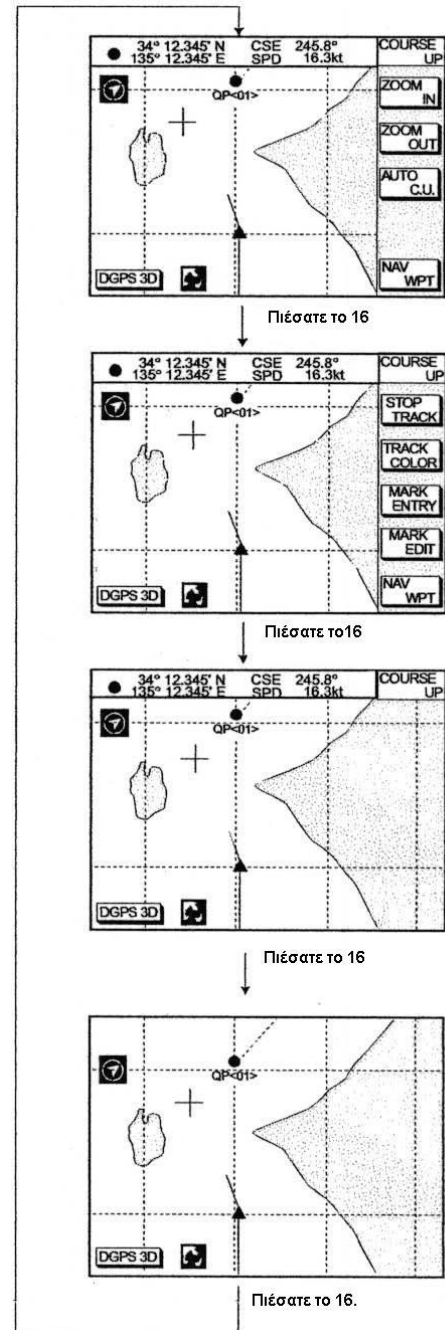 34° 12.345' N CSE 245.8° COURSE
135° 12.345' E SPD 16.3kt UP
QP<01>
ZOOM
IN
ZOOM
OUT
AUTO
C.U.
NAV
WPT
DGPS 3D
Πιέσατε το 16
34° 12.345' N CSE 245.8° COURSE
135° 12.345' E SPD 16.3kt UP
QP<01>
STOP
TRACK
TRACK
COLOR
MARK
ENTRY
MARK
EDIT
NAV
WPT
DGPS 3D
Πιέσατε το16
34° 12.345' N CSE 245.8° COURSE
135° 12.345' E SPD 16.3kt UP
QP<01>
DGPS 3D
Πιέσατε το 16
QP<01>
DGPS 3D
Πιέσατε το 16.